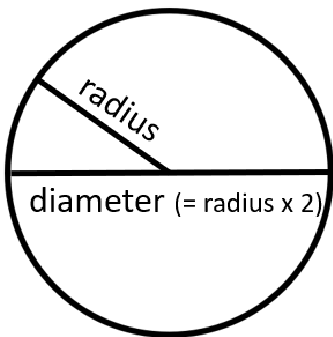 radius
diameter (= radius x 2)